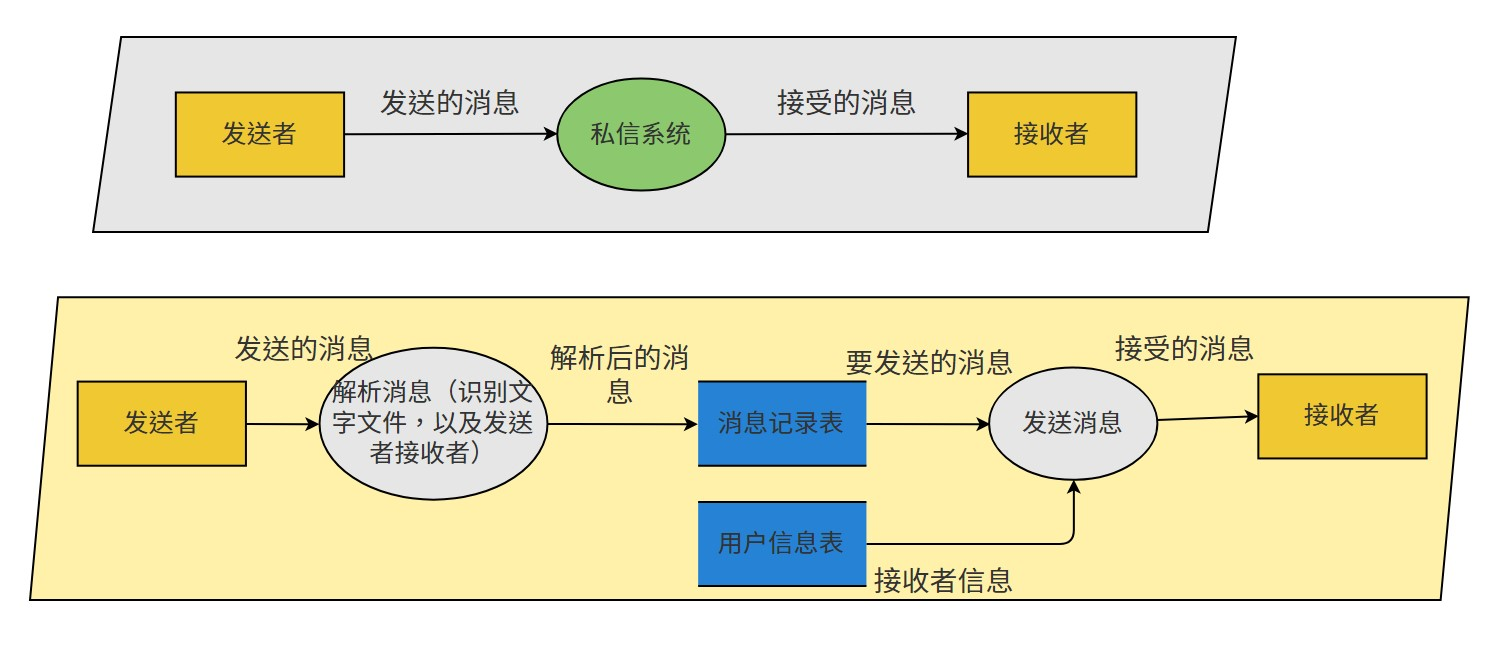 发送的消息
接受的消息
发送者
私信系统
接收者
发送的消息
解析后的消
息
要发送的消息
接受的消息
发送者
解析消息（识别文
字文件，以及发送
者接收者）
消息记录表
发送消息
接收者
用户信息表
接收者信息